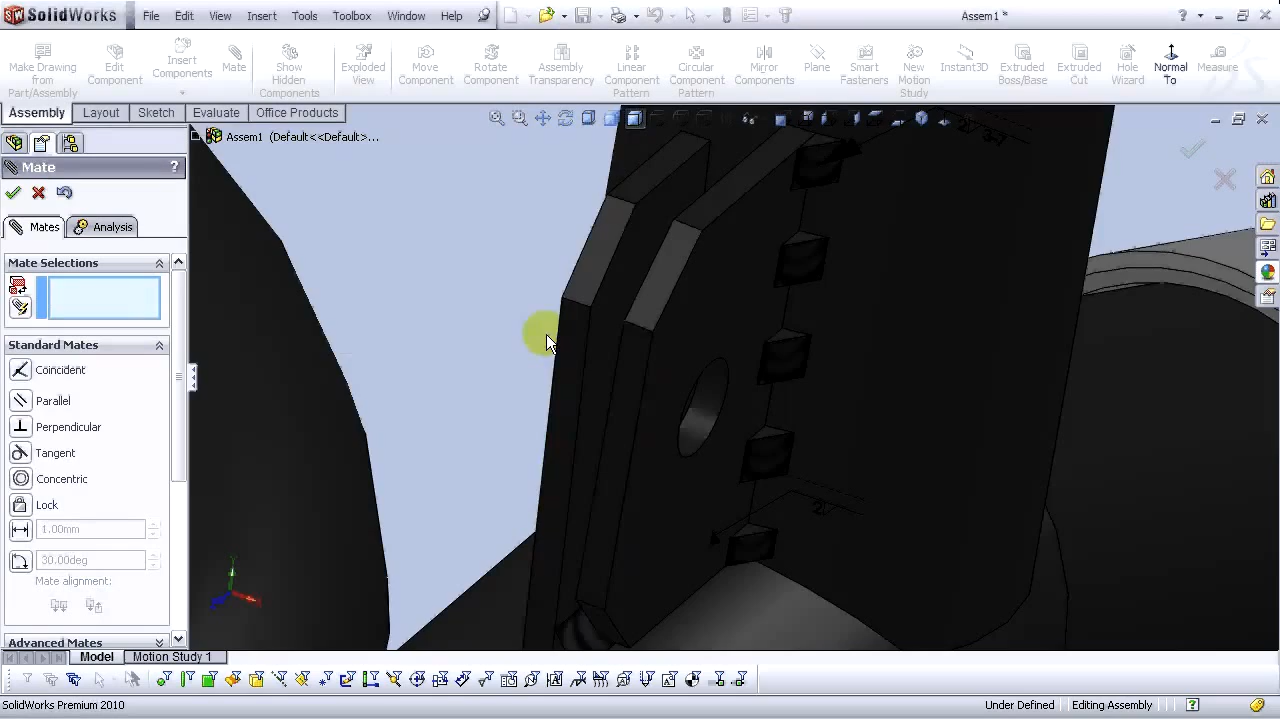 SolidWorks
File Edit View Insert Tools Toolbox Window Help
Assem1 *
?
Make Drawing from Part/Assembly
Edit Component
Insert Components
Mate
Show Hidden Components
Exploded View
Move Component
Rotate Component
Assembly Transparency
Linear Component Pattern
Circular Component Pattern
Mirror Components
Plane
Smart Fasteners
New Motion Study
Instant3D
Extruded Boss/Base
Extruded Cut
Hole Wizard
Normal To
Measure
Assembly Layout Sketch Evaluate Office Products
Assem1 (Default<<Default>...
Mate ?
Mates Analysis
Mate Selections
Standard Mates
Coincident
Parallel
Perpendicular
Tangent
Concentric
Lock
1.00mm
30.00deg
Mate alignment:
Advanced Mates
Model Motion Study 1
SolidWorks Premium 2010
Under Defined Editing Assembly ?